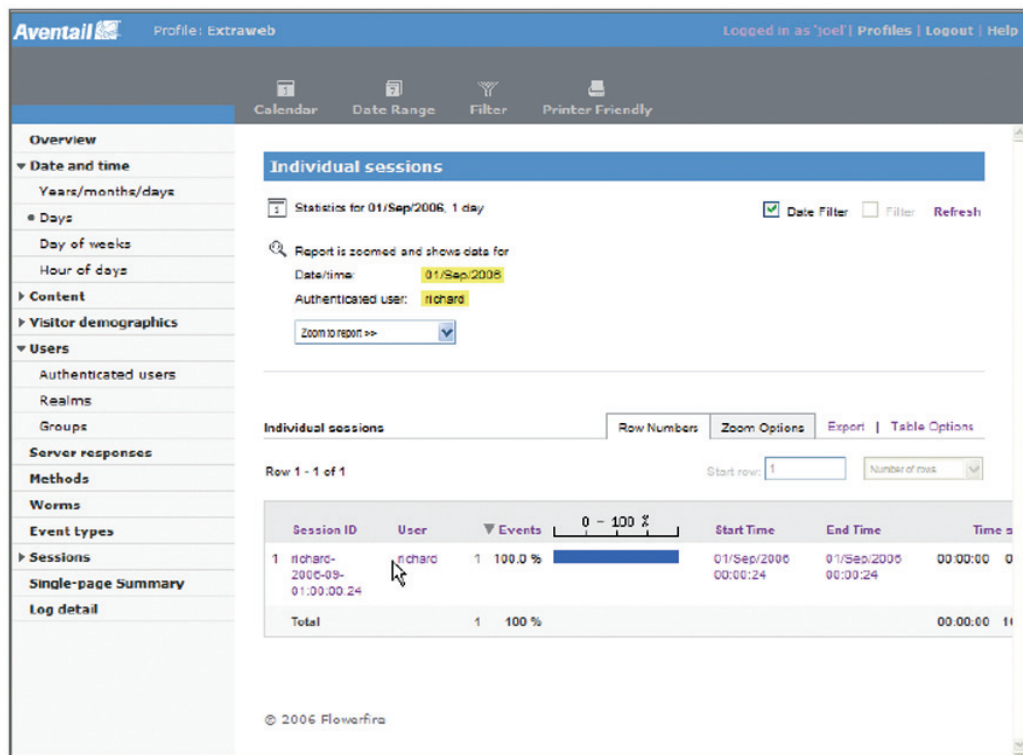 Aventail
Profile: Extraweb
Logged in as 'joel' | Profiles | Logout | Help
Calendar Date Range Filter Printer Friendly
Overview
Date and time
Years/months/days
Days
Day of weeks
Hour of days
Content
Visitor demographics
Users
Authenticated users
Realms
Groups
Server responses
Methods
Worms
Event types
Sessions
Single-page Summary
Log detail
Individual sessions
Statistics for 01/Sep/2006, 1 day
Date Filter Filter Refresh
Report is zoomed and shows data for
Date/time: 01/Sep/2006
Authenticated user: richard
Zoom to report >>
Individual sessions Row Numbers Zoom Options Export | Table Options
Row 1 - 1 of 1 Start row: 1 Number of rows
Session ID User Events 0 - 100 % Start Time End Time Time s
1 richard- richard 1 100.0 % 01/Sep/2006 01/Sep/2006 00:00:00 0
2006-09- 00:00:24 00:00:24
01:00:00:24
Total 1 100 % 00:00:00
© 2006 Flowerfire